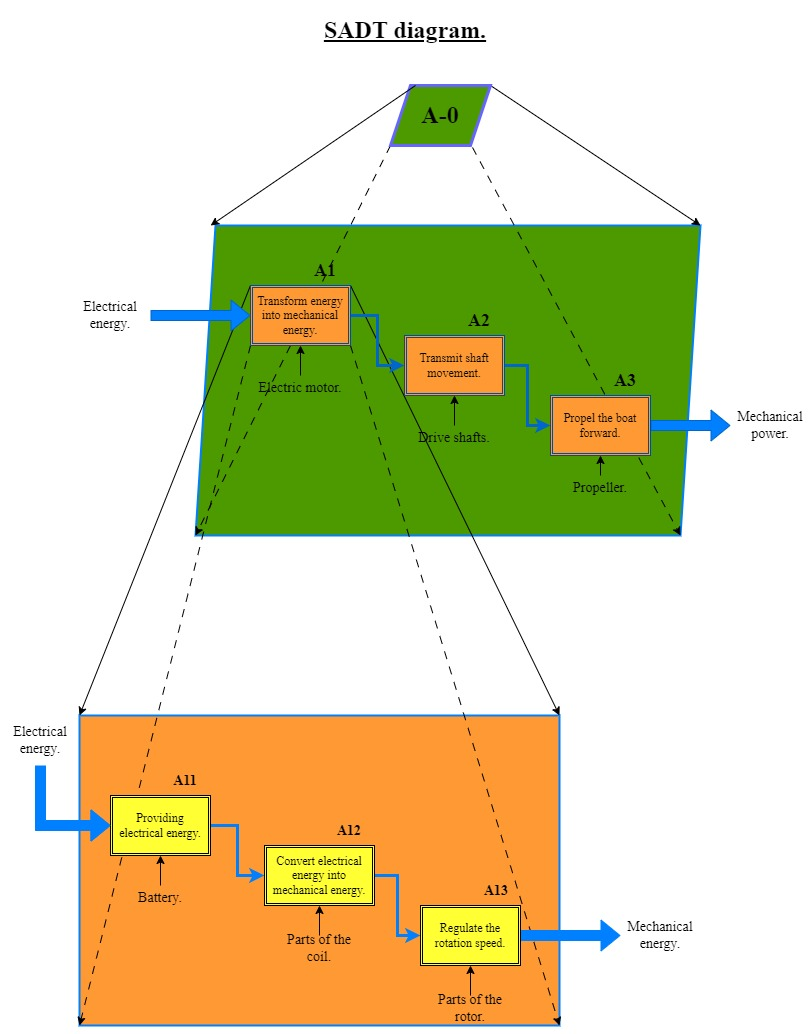 SADT diagram.
A-0
A1
Electrical
energy.
Transform energy
into mechanical
energy.
A2
Transmit shaft
movement.
Electric motor.
A3
Propel the boat
forward.
Mechanical
power.
Drive shafts.
Propeller.
Electrical
energy.
A11
Providing
electrical energy.
A12
Convert electrical
energy into
mechanical energy.
Battery.
A13
Regulate the
rotation speed.
Mechanical
energy.
Parts of the
coil.
Parts of the
rotor.